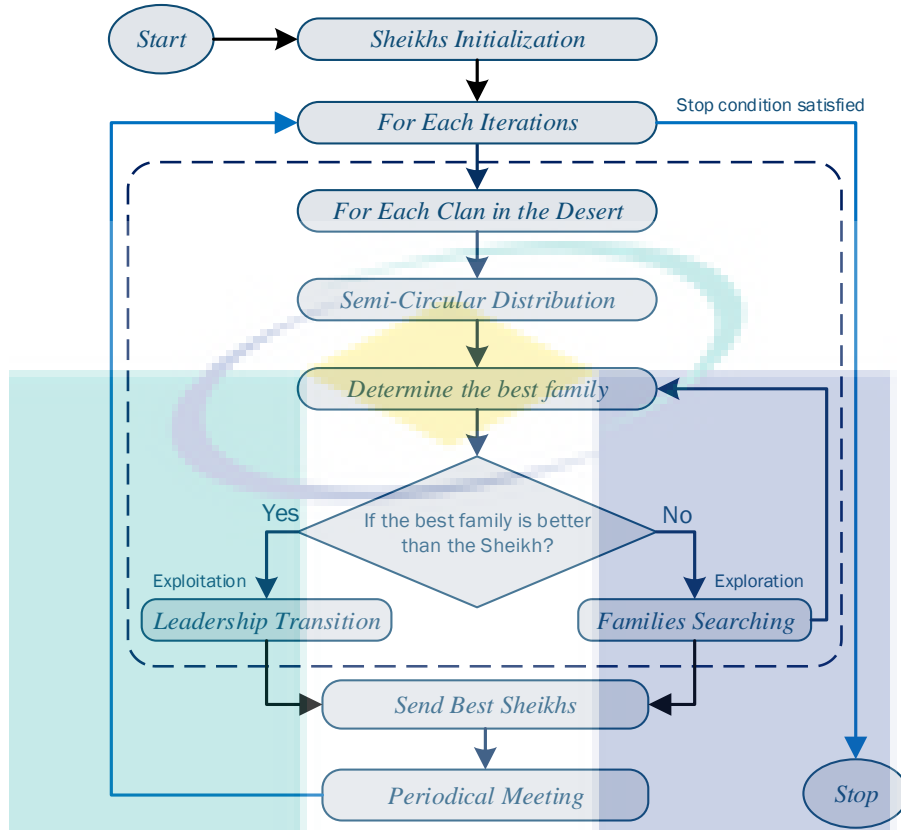 Start
Sheikhs Initialization
For Each Iterations
Stop condition satisfied
For Each Clan in the Desert
Semi-Circular Distribution
Determine the best family
If the best family is better
than the Sheikh?
Yes
No
Exploitation
Exploration
Leadership Transition
Families Searching
Send Best Sheikhs
Periodical Meeting
Stop